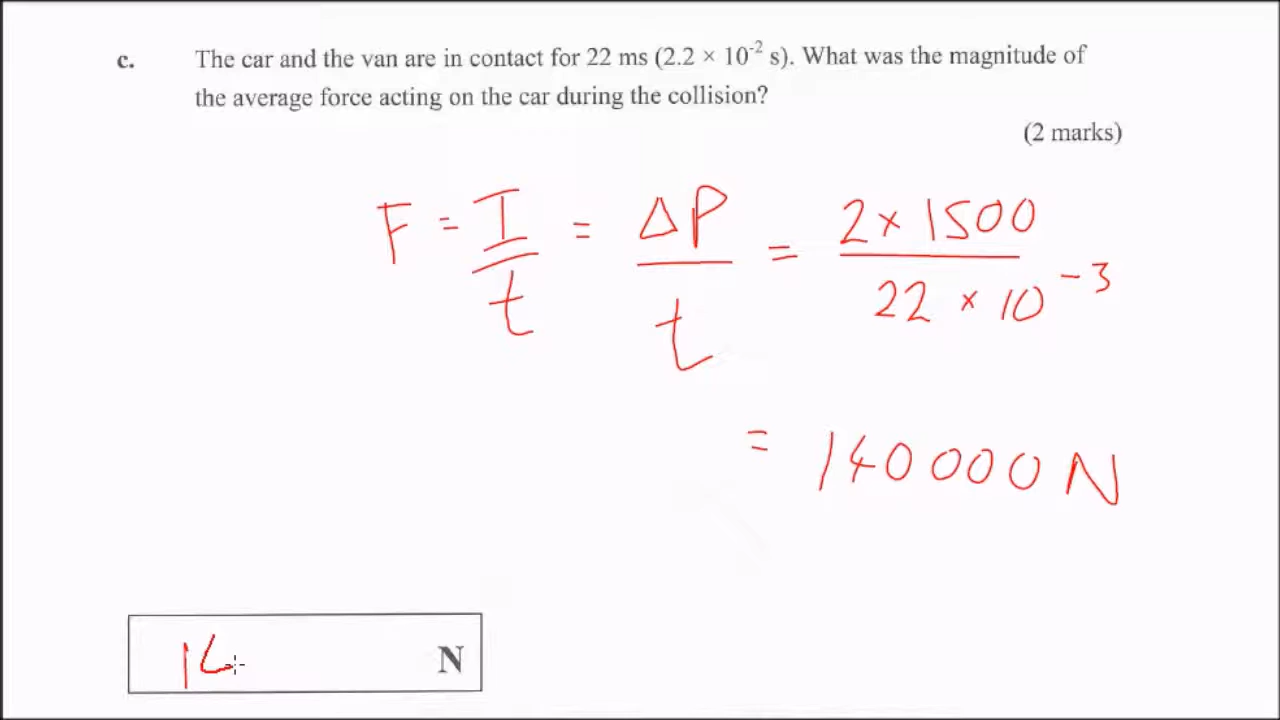 c. The car and the van are in contact for 22 ms (2.2 × 10⁻² s). What was the magnitude of
the average force acting on the car during the collision?
(2 marks)
F = I/t = ΔP/t = 2 × 1500 / 22 × 10⁻³
= 140000 N
14 N